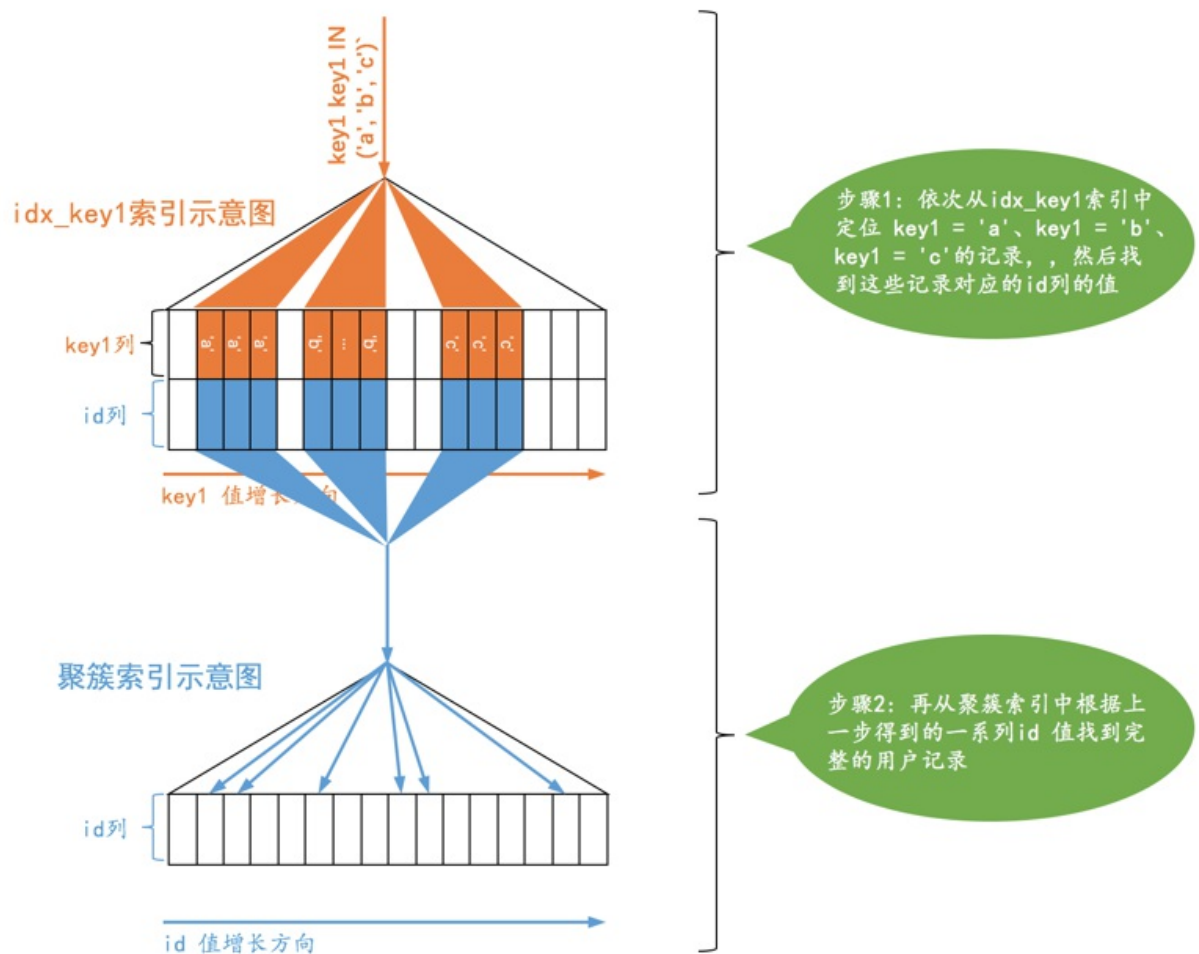 key1 key1 IN
('a', 'b', 'c')`
idx_key1索引示意图
步骤1: 依次从idx_key1索引中
定位 key1 = 'a'、key1 = 'b'、
key1 = 'c'的记录, , 然后找
到这些记录对应的id列的值
key1列
'a' 'a' 'a' 'b' ... 'b' 'c' 'c' 'c'
id列
key1 值增长方向
聚簇索引示意图
步骤2: 再从聚簇索引中根据上
一步得到的一系列id 值找到完
整的用户记录
id列
id 值增长方向